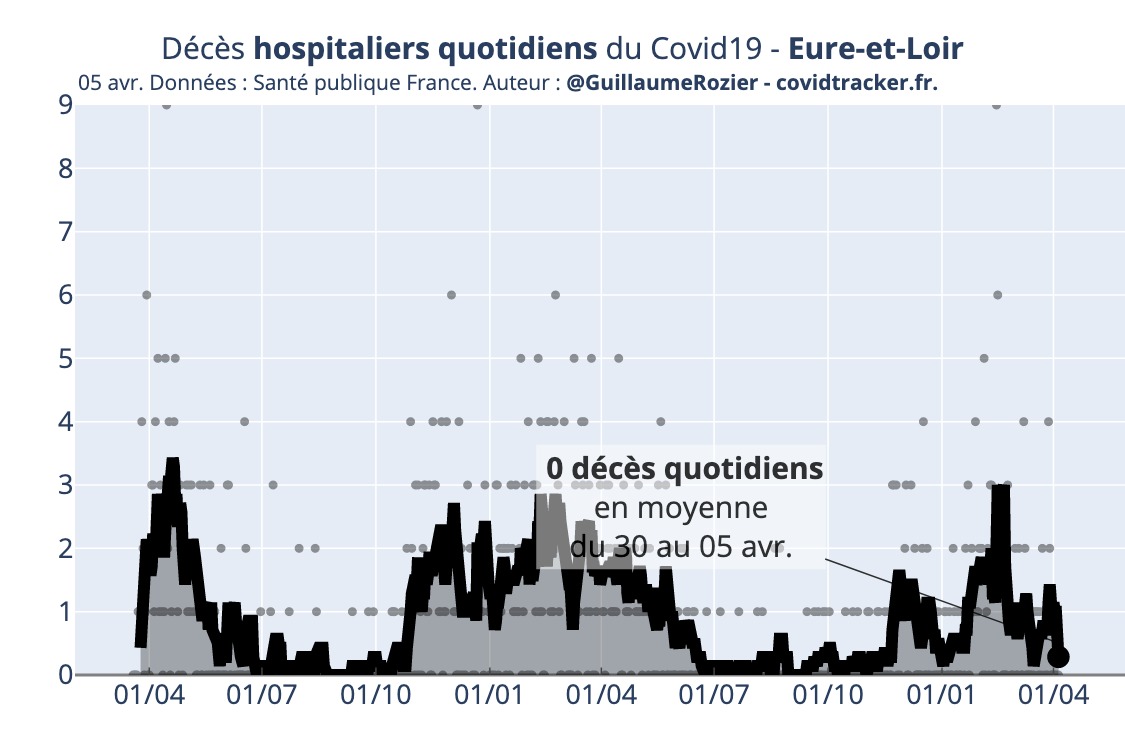 Décès hospitaliers quotidiens du Covid19 - Eure-et-Loir
05 avr. Données : Santé publique France. Auteur : @GuillaumeRozier - covidtracker.fr.
9
8
7
6
5
4
3
2
1
0
0 décès quotidiens
en moyenne
du 30 au 05 avr.
01/04 01/07 01/10 01/01 01/04 01/07 01/10 01/01 01/04